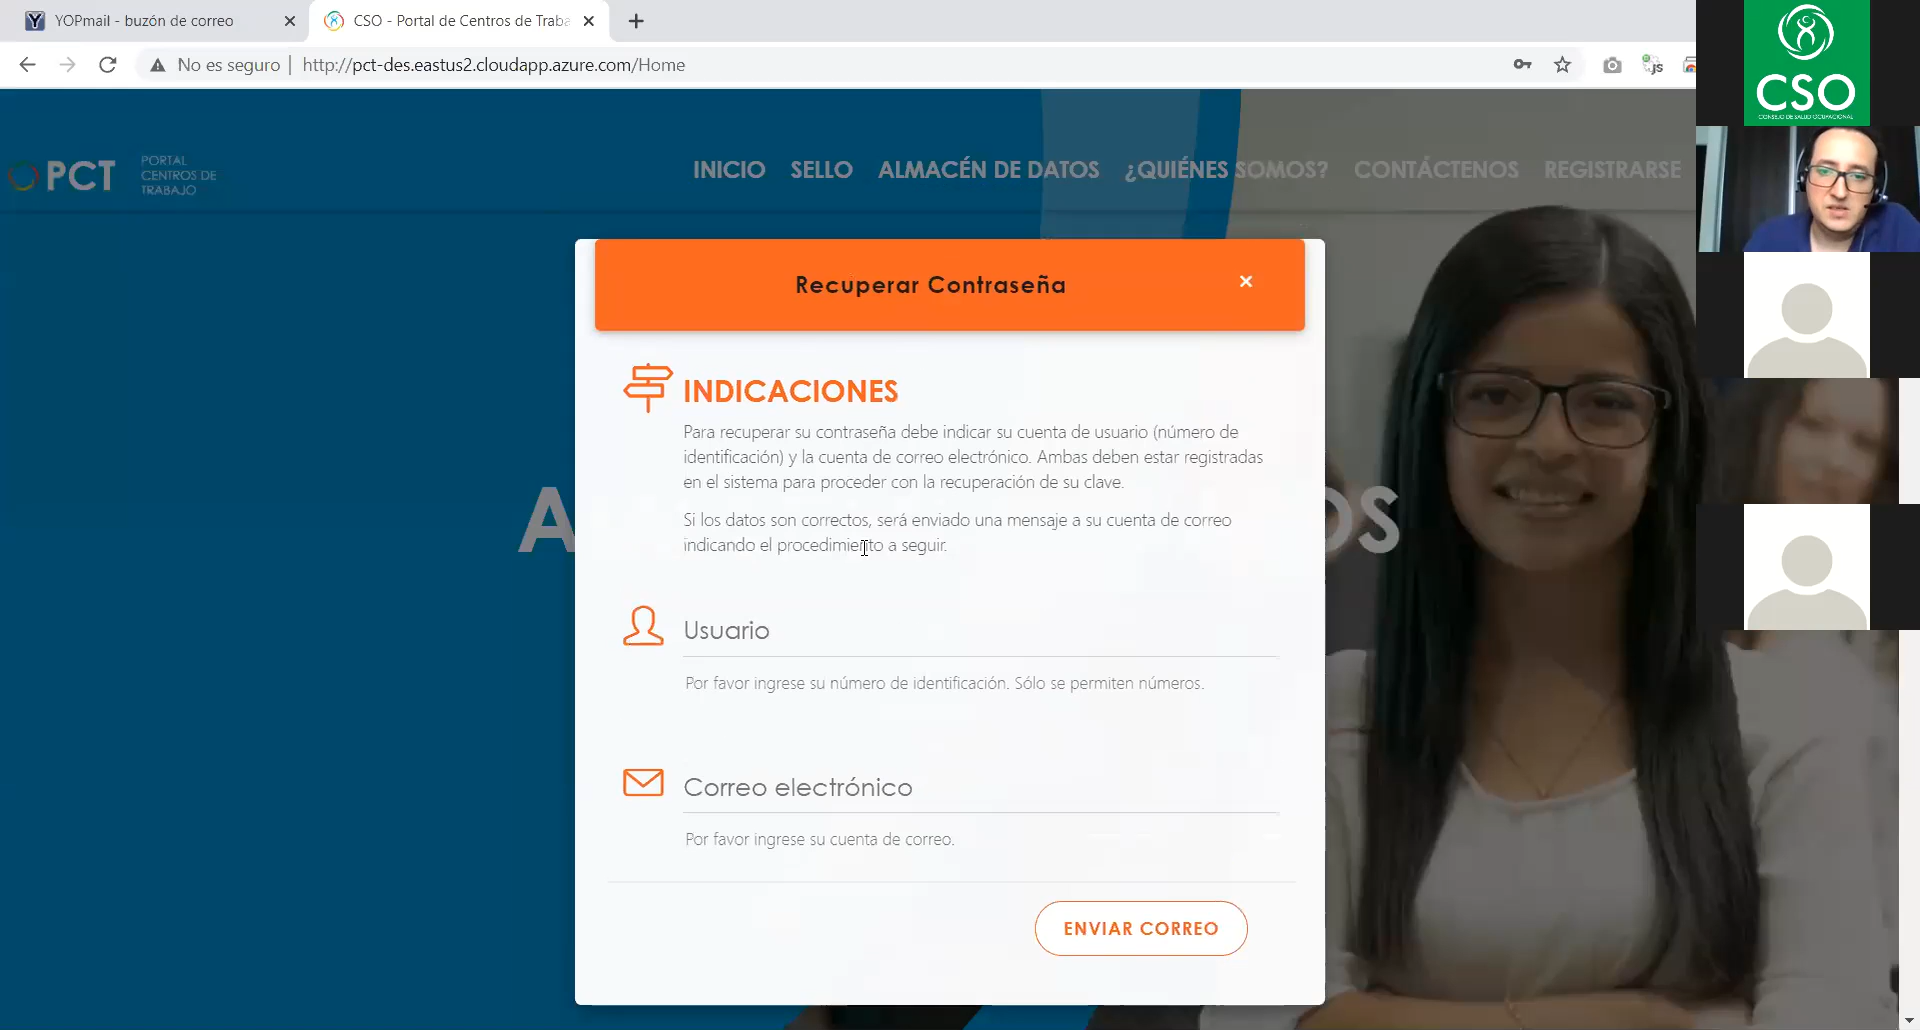 YOPmail - buzón de correo
CSO - Portal de Centros de Traba
No es seguro
http://pct-des.eastus2.cloudapp.azure.com/Home
CSO
CONSEJO DE SALUD OCUPACIONAL
PCT
PORTAL
CENTROS DE
TRABAJO
INICIO SELLO ALMACÉN DE DATOS ¿QUIÉNES SOMOS? CONTÁCTENOS REGISTRARSE
Recuperar Contraseña
INDICACIONES
Para recuperar su contraseña debe indicar su cuenta de usuario (número de
identificación) y la cuenta de correo electrónico. Ambas deben estar registradas
en el sistema para proceder con la recuperación de su clave.
Si los datos son correctos, será enviado una mensaje a su cuenta de correo
indicando el procedimiento a seguir.
Usuario
Por favor ingrese su número de identificación. Sólo se permiten números.
Correo electrónico
Por favor ingrese su cuenta de correo.
ENVIAR CORREO